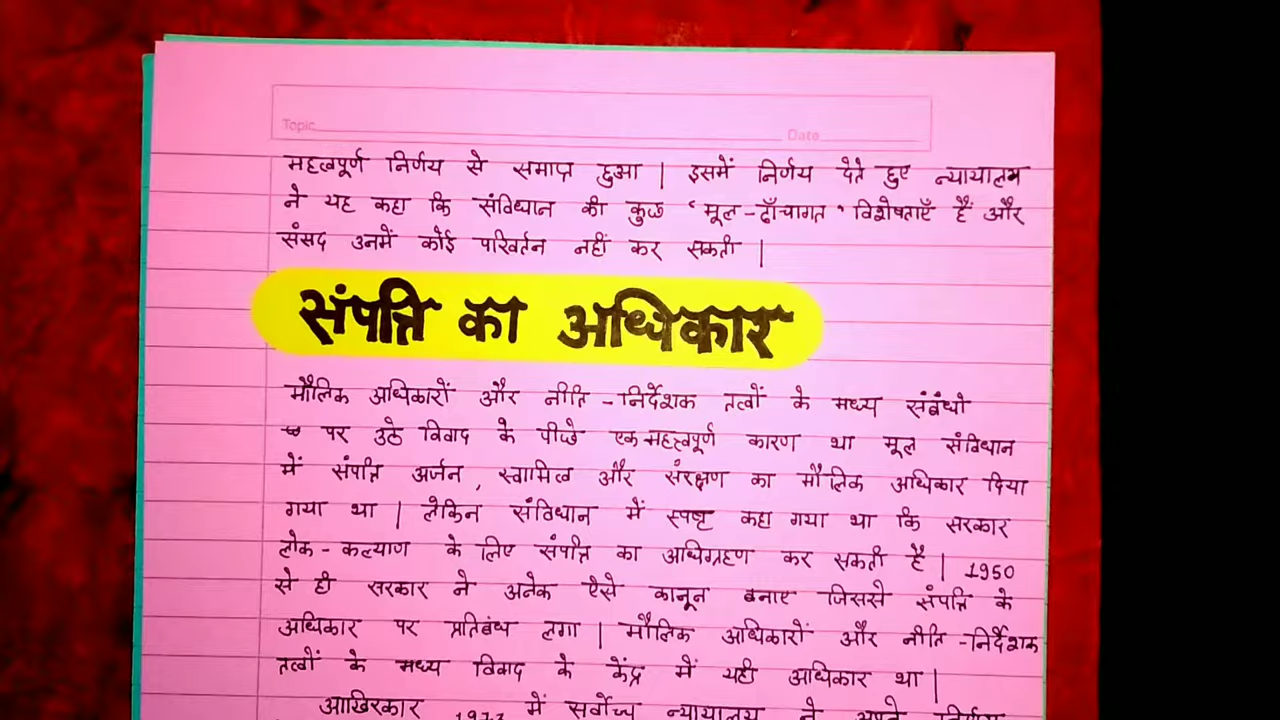 Topic
Date
महत्वपूर्ण निर्णय से समाप्त हुआ | इसमें निर्णय देते हुए न्यायालय
ने यह कहा कि संविधान की कुछ 'मूल-ढाँचागत' विशेषताएँ हैं और
संसद उनमें कोई परिवर्तन नहीं कर सकती |
संपत्ति का अधिकार
मौलिक अधिकारों और नीति-निर्देशक तत्वों के मध्य संबंधो
पर उठे विवाद के पीछे एक महत्त्वपूर्ण कारण था मूल संविधान
में संपत्ति अर्जन, स्वामित्व और संरक्षण का मौलिक अधिकार दिया
गया था | लेकिन संविधान में स्पष्ट कहा गया था कि सरकार
लोक-कल्याण के लिए संपत्ति का अधिग्रहण कर सकती है | 1950
से ही सरकार ने अनेक ऐसे कानून बनाए जिससे संपत्ति के
अधिकार पर प्रतिबंध लगा | मौलिक अधिकारों और नीति-निर्देशक
तत्वों के मध्य विवाद के केंद्र में यही अधिकार था |
आखिरकार में सर्वोच्च न्यायालय ने अपने निर्णय